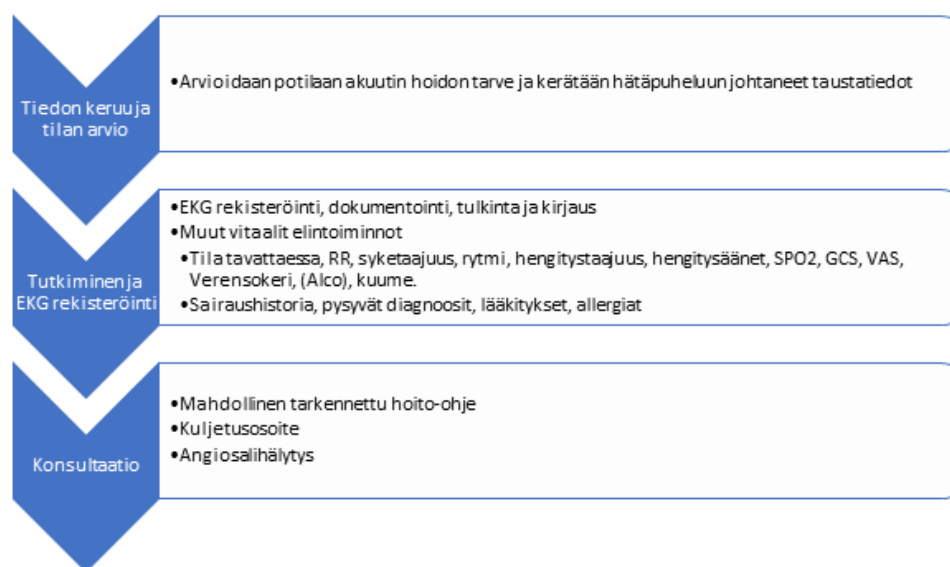 Tiedon keruu ja
tilan arvio
•Arvioidaan potilaan akuutin hoidon tarve ja kerätään hätäpuheluun johtaneet taustatiedot
Tutkiminen ja
EKG rekisteröinti
•EKG rekisteröinti, dokumentointi, tulkinta ja kirjaus
•Muut vitaalit elintoiminnot
•Tila tavattaessa, RR, syketaajuus, rytmi, hengitystaajuus, hengitysäänet, SPO2, GCS, VAS,
Verensokeri, (Alco), kuume.
•Sairaushistoria, pysyvät diagnoosit, lääkitykset, allergiat
Konsultaatio
•Mahdollinen tarkennettu hoito-ohje
•Kuljetusosoite
•Angiosalihälytys